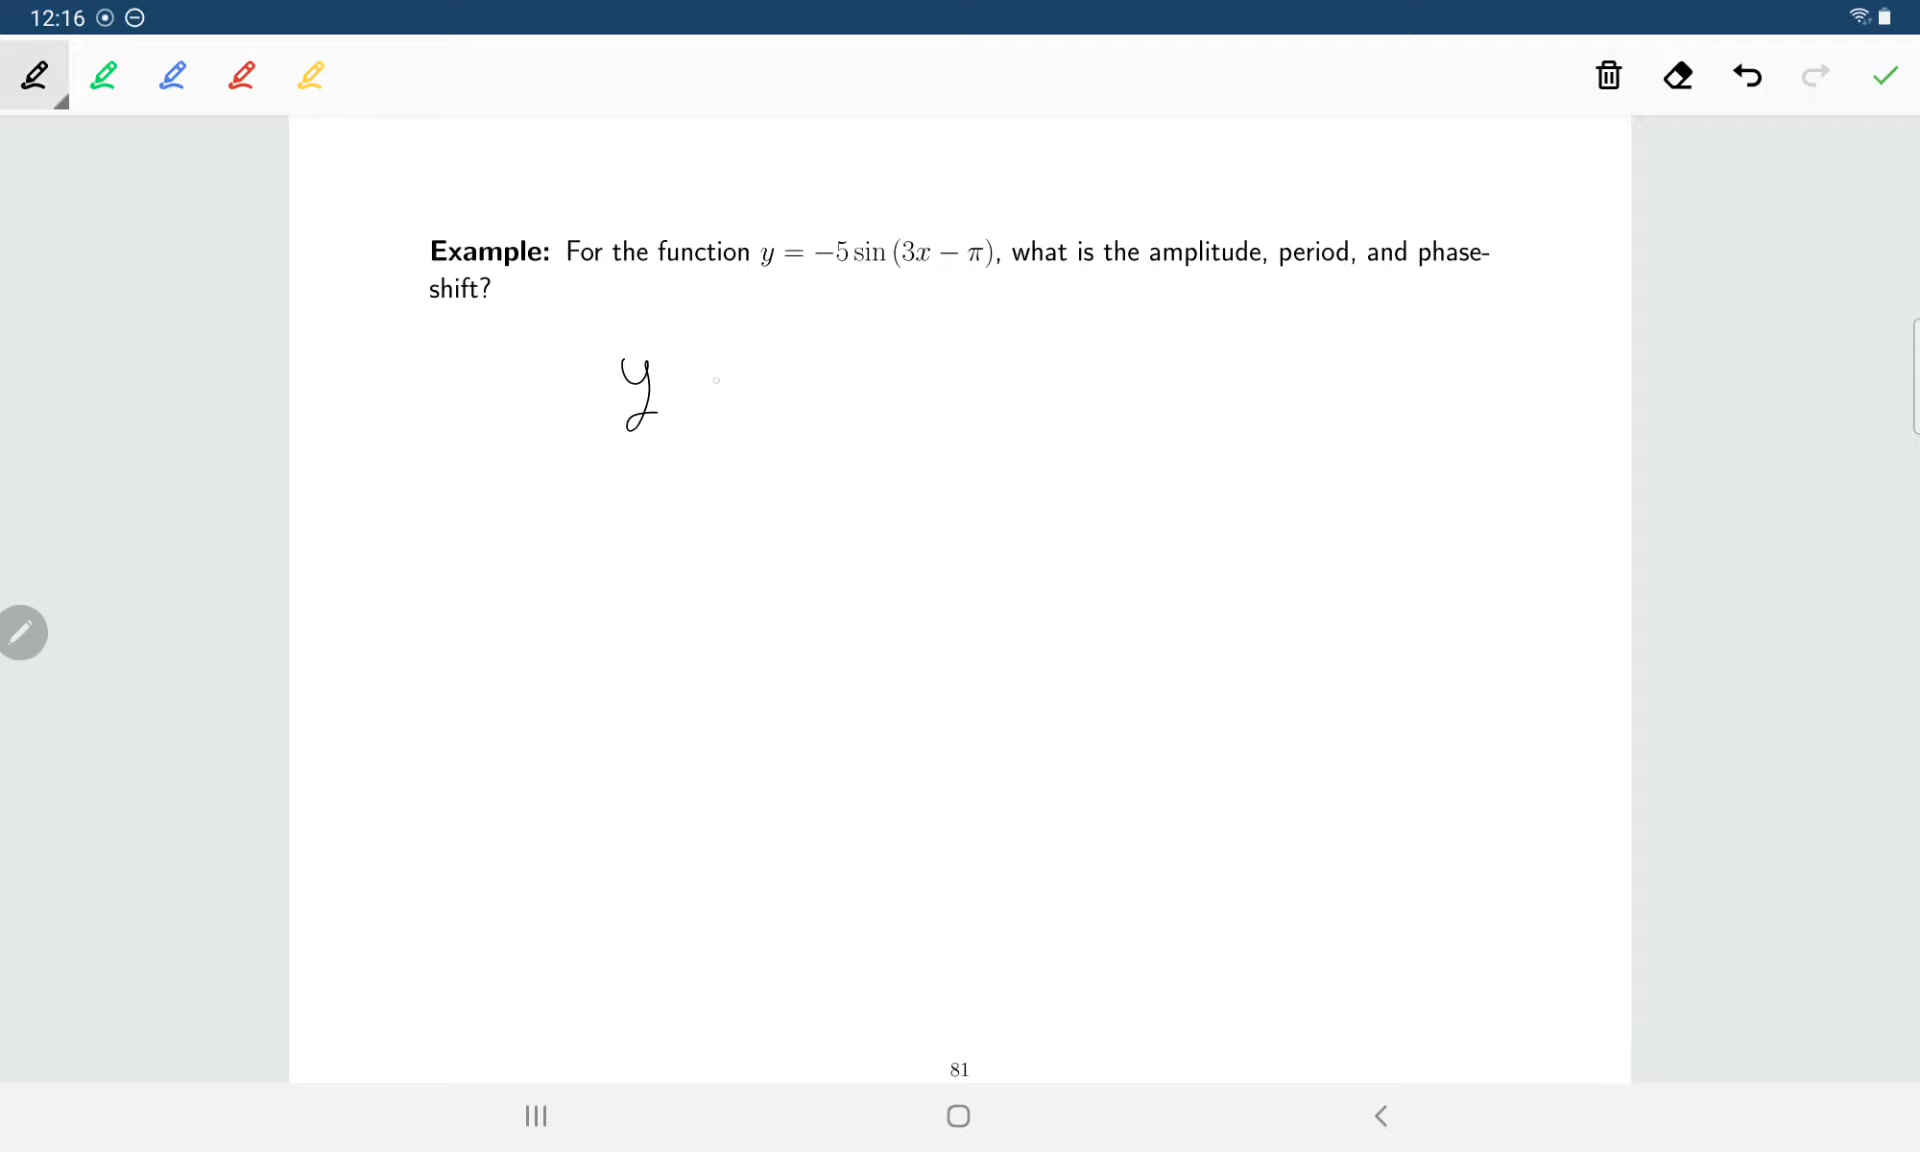 12:16
Example: For the function y = −5 sin (3x − π), what is the amplitude, period, and phase-
shift?
y
81